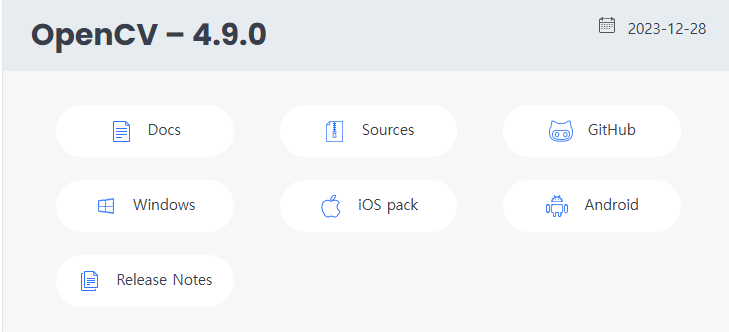 OpenCV – 4.9.0
2023-12-28
Docs
Sources
GitHub
Windows
iOS pack
Android
Release Notes